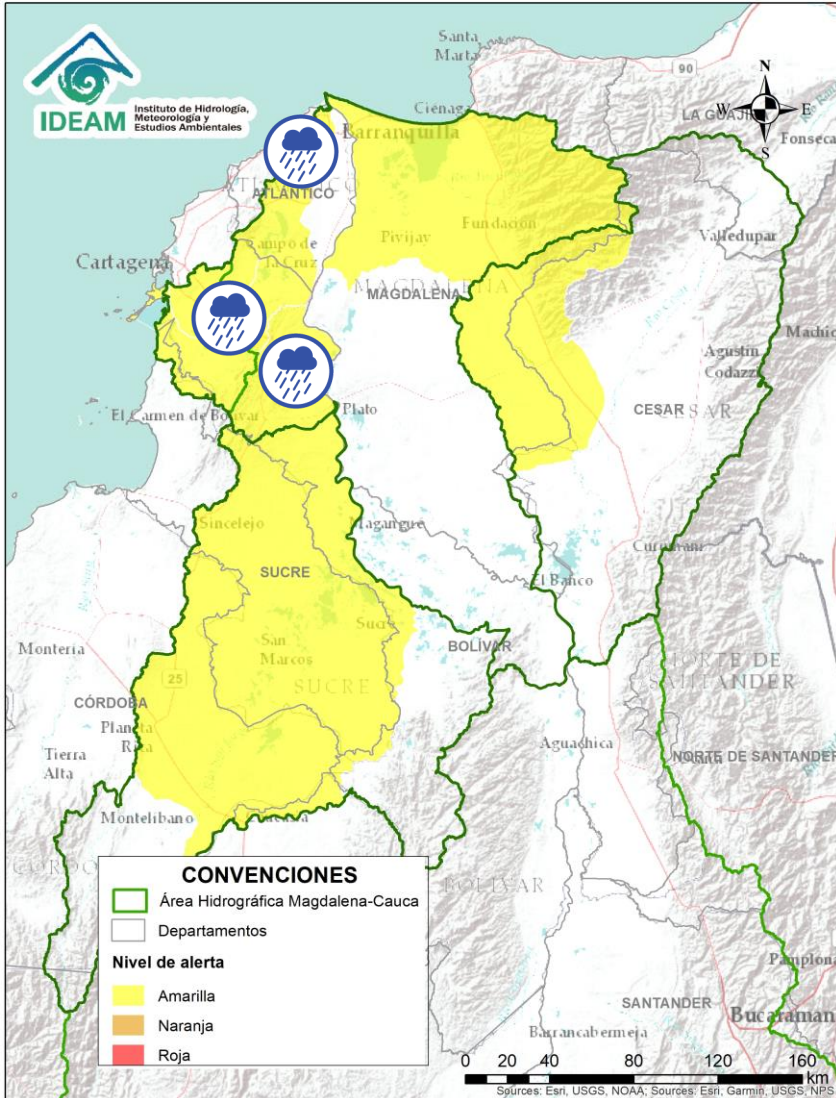 IDEAM
Instituto de Hidrología,
Meteorología y
Estudios Ambientales
Santa
Marta
90
N
W
E
S
Ciénaga
LA GUAJIRA
Barranquilla
Fonseca
ATLÁNTICO
Fundación
Valledupar
Campo de
la Cruz
Pivijay
Cartagena
MAGDALENA
Agustín
Codazzi
El Carmen de Bolívar
Plato
CESAR
CESAR
Sincelejo
Magangué
SUCRE
El Banco
Sucre
San
Marcos
Montería
BOLÍVAR
25
SUCRE
NORTE DE
SANTANDER
CÓRDOBA
Planeta
Rica
Tierra
Alta
Aguachica
NORTE DE SANTANDER
Montelíbano
BOLÍVAR
CONVENCIONES
Área Hidrográfica Magdalena-Cauca
Departamentos
Nivel de alerta
Amarilla
Naranja
Roja
Pamplona
SANTANDER
Barrancabermeja
0 20 40 80 120 160
km
Sources: Esri, USGS, NOAA; Sources: Esri, Garmin, USGS, NPS